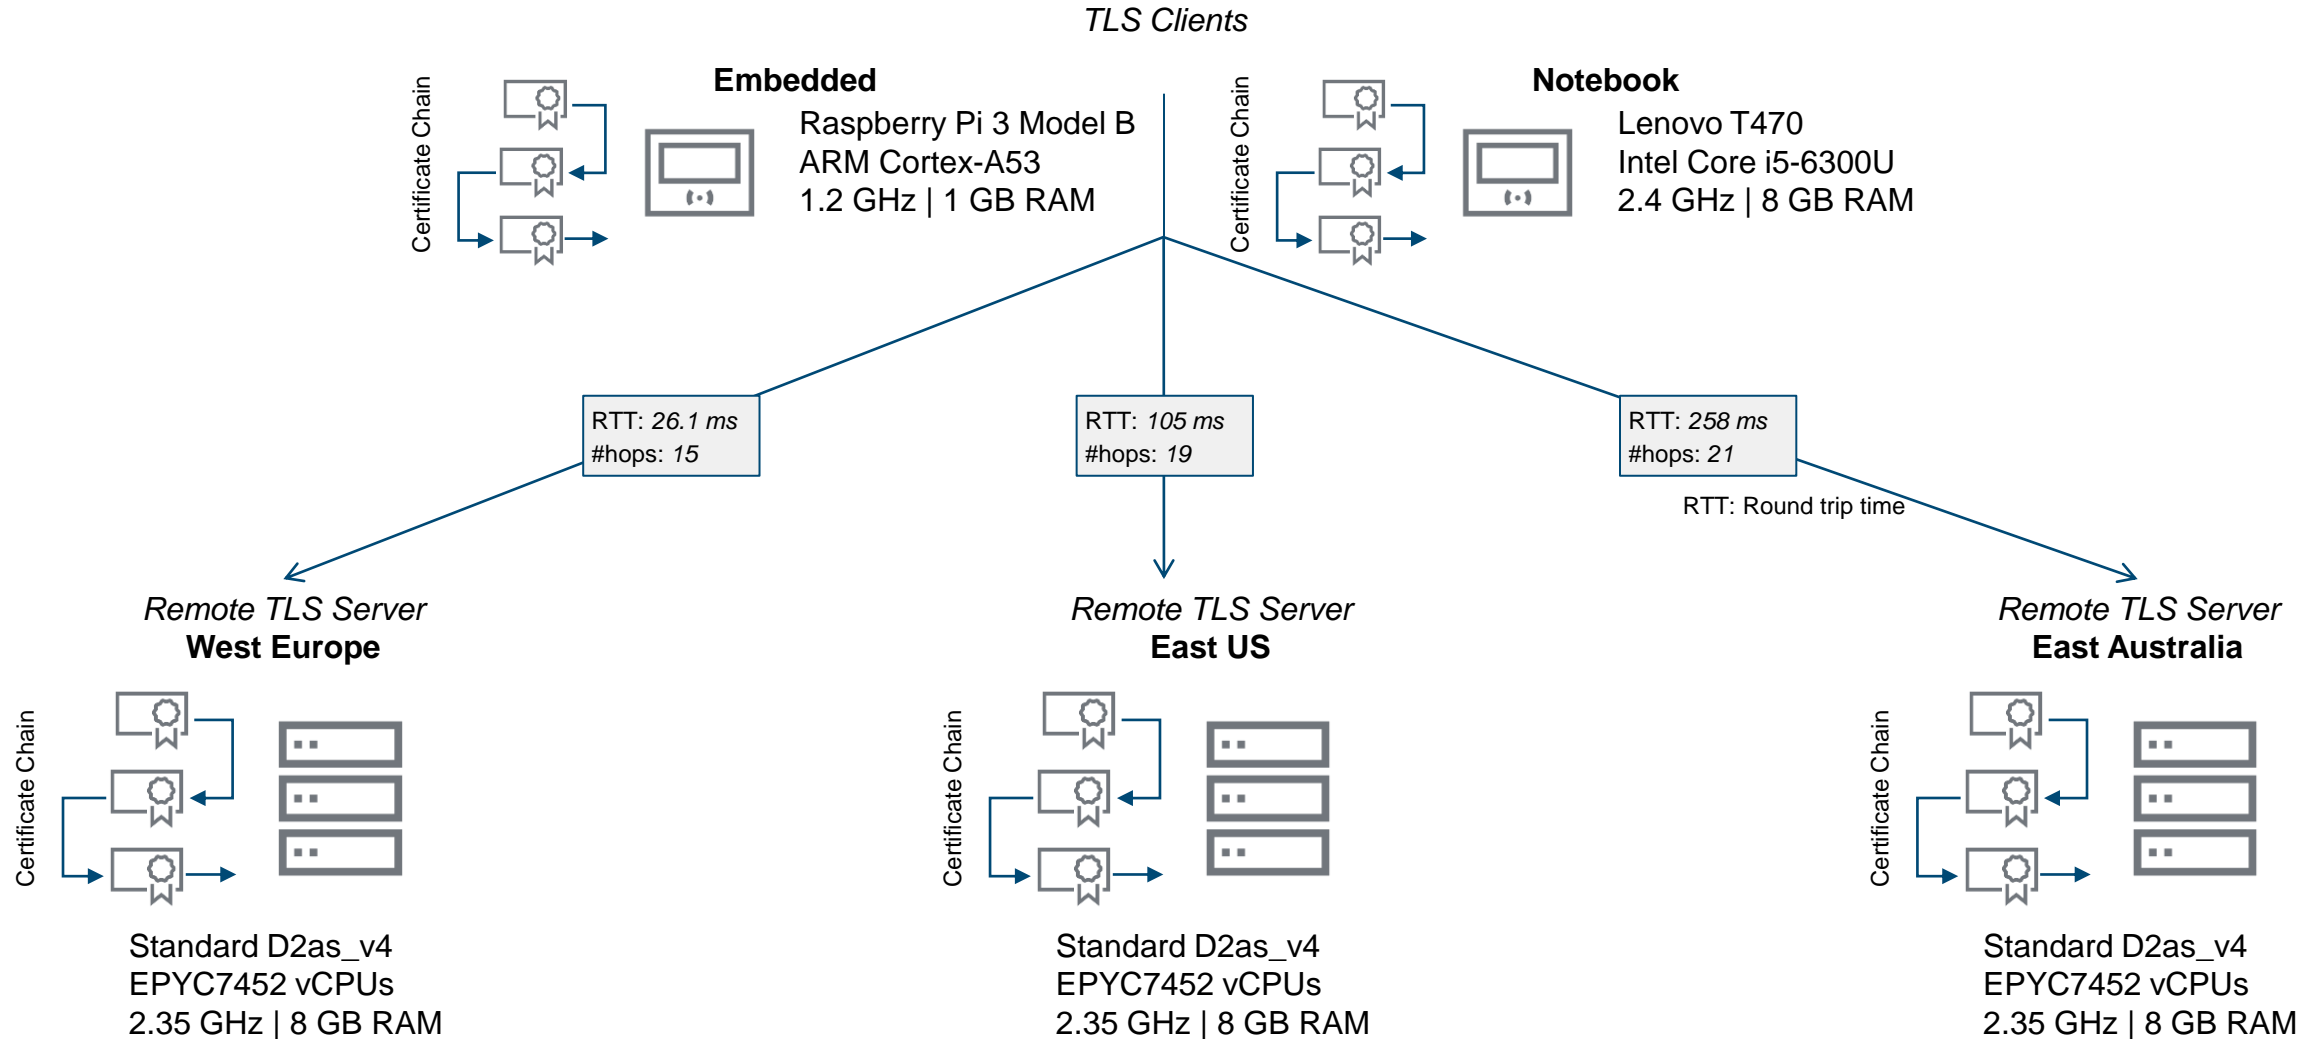 TLS Clients
Certificate Chain
Embedded
Raspberry Pi 3 Model B
ARM Cortex-A53
1.2 GHz | 1 GB RAM
Certificate Chain
Notebook
Lenovo T470
Intel Core i5-6300U
2.4 GHz | 8 GB RAM
RTT: 26.1 ms
#hops: 15
RTT: 105 ms
#hops: 19
RTT: 258 ms
#hops: 21
RTT: Round trip time
Remote TLS Server
West Europe
Certificate Chain
Standard D2as_v4
EPYC7452 vCPUs
2.35 GHz | 8 GB RAM
Remote TLS Server
East US
Certificate Chain
Standard D2as_v4
EPYC7452 vCPUs
2.35 GHz | 8 GB RAM
Remote TLS Server
East Australia
Certificate Chain
Standard D2as_v4
EPYC7452 vCPUs
2.35 GHz | 8 GB RAM